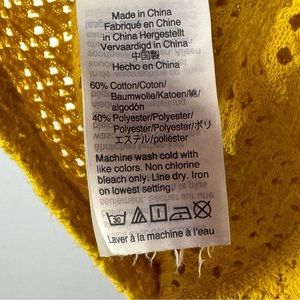 Made in China
Fabriqué en Chine
in China Hergestellt
Vervaardigd in China
中国製
Hecho en China
60% Cotton/Coton/
Baumwolle/Katoen/綿/
algodón
40% Polyester/Polyester/
Polyester/Polyester/ポリ
エステル/poliéster
Machine wash cold with
like colors. Non chlorine
bleach only. Line dry. Iron
on lowest setting.
30
Laver à la machine à l'eau